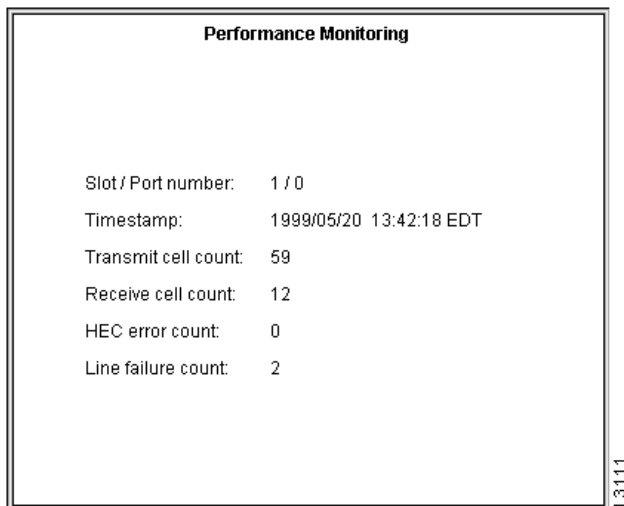 Performance Monitoring
Slot / Port number: 1 / 0
Timestamp: 1999/05/20 13:42:18 EDT
Transmit cell count: 59
Receive cell count: 12
HEC error count: 0
Line failure count: 2